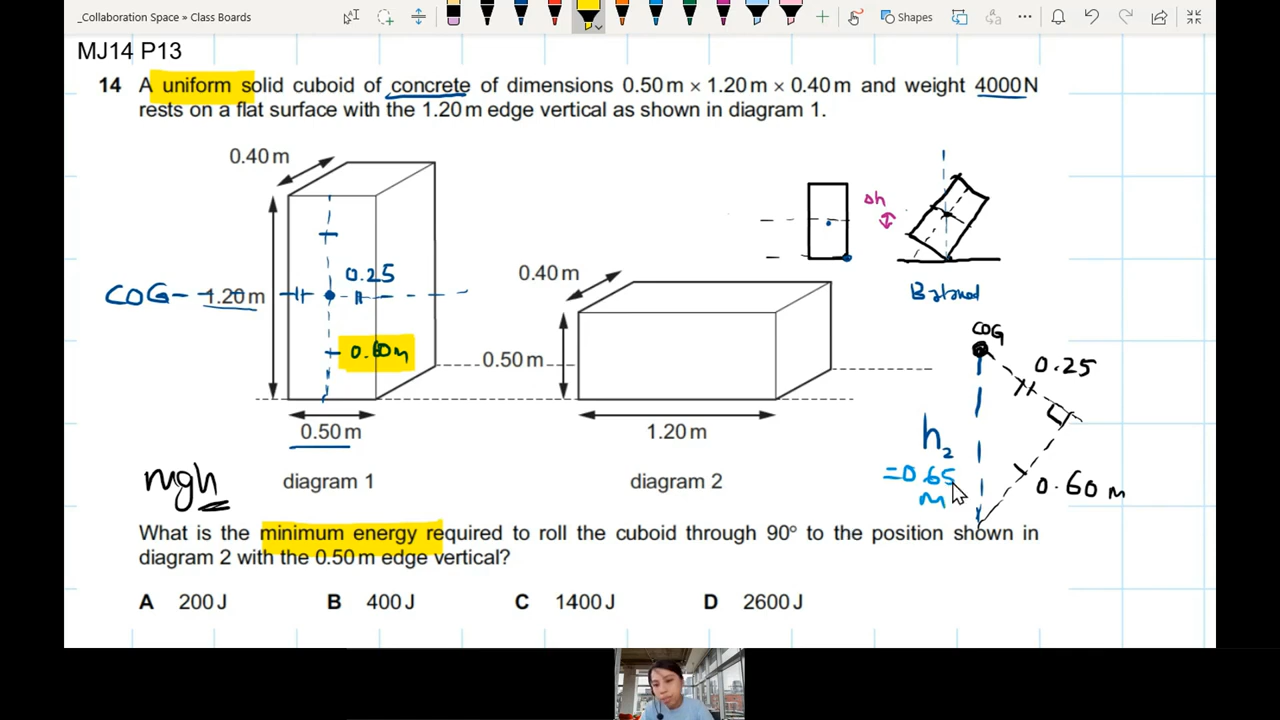 _Collaboration Space » Class Boards
Shapes
MJ14 P13
14 A uniform solid cuboid of concrete of dimensions 0.50 m × 1.20 m × 0.40 m and weight 4000 N
rests on a flat surface with the 1.20 m edge vertical as shown in diagram 1.
0.40 m
Δh
0.25
0.40 m
COG
1.20 m
Balanced
COG
0.60m
0.50 m
0.25
0.50 m
1.20 m
h2
=0.65
m
0.60 m
mgh
diagram 1
diagram 2
What is the minimum energy required to roll the cuboid through 90° to the position shown in
diagram 2 with the 0.50 m edge vertical?
A 200 J B 400 J C 1400 J D 2600 J